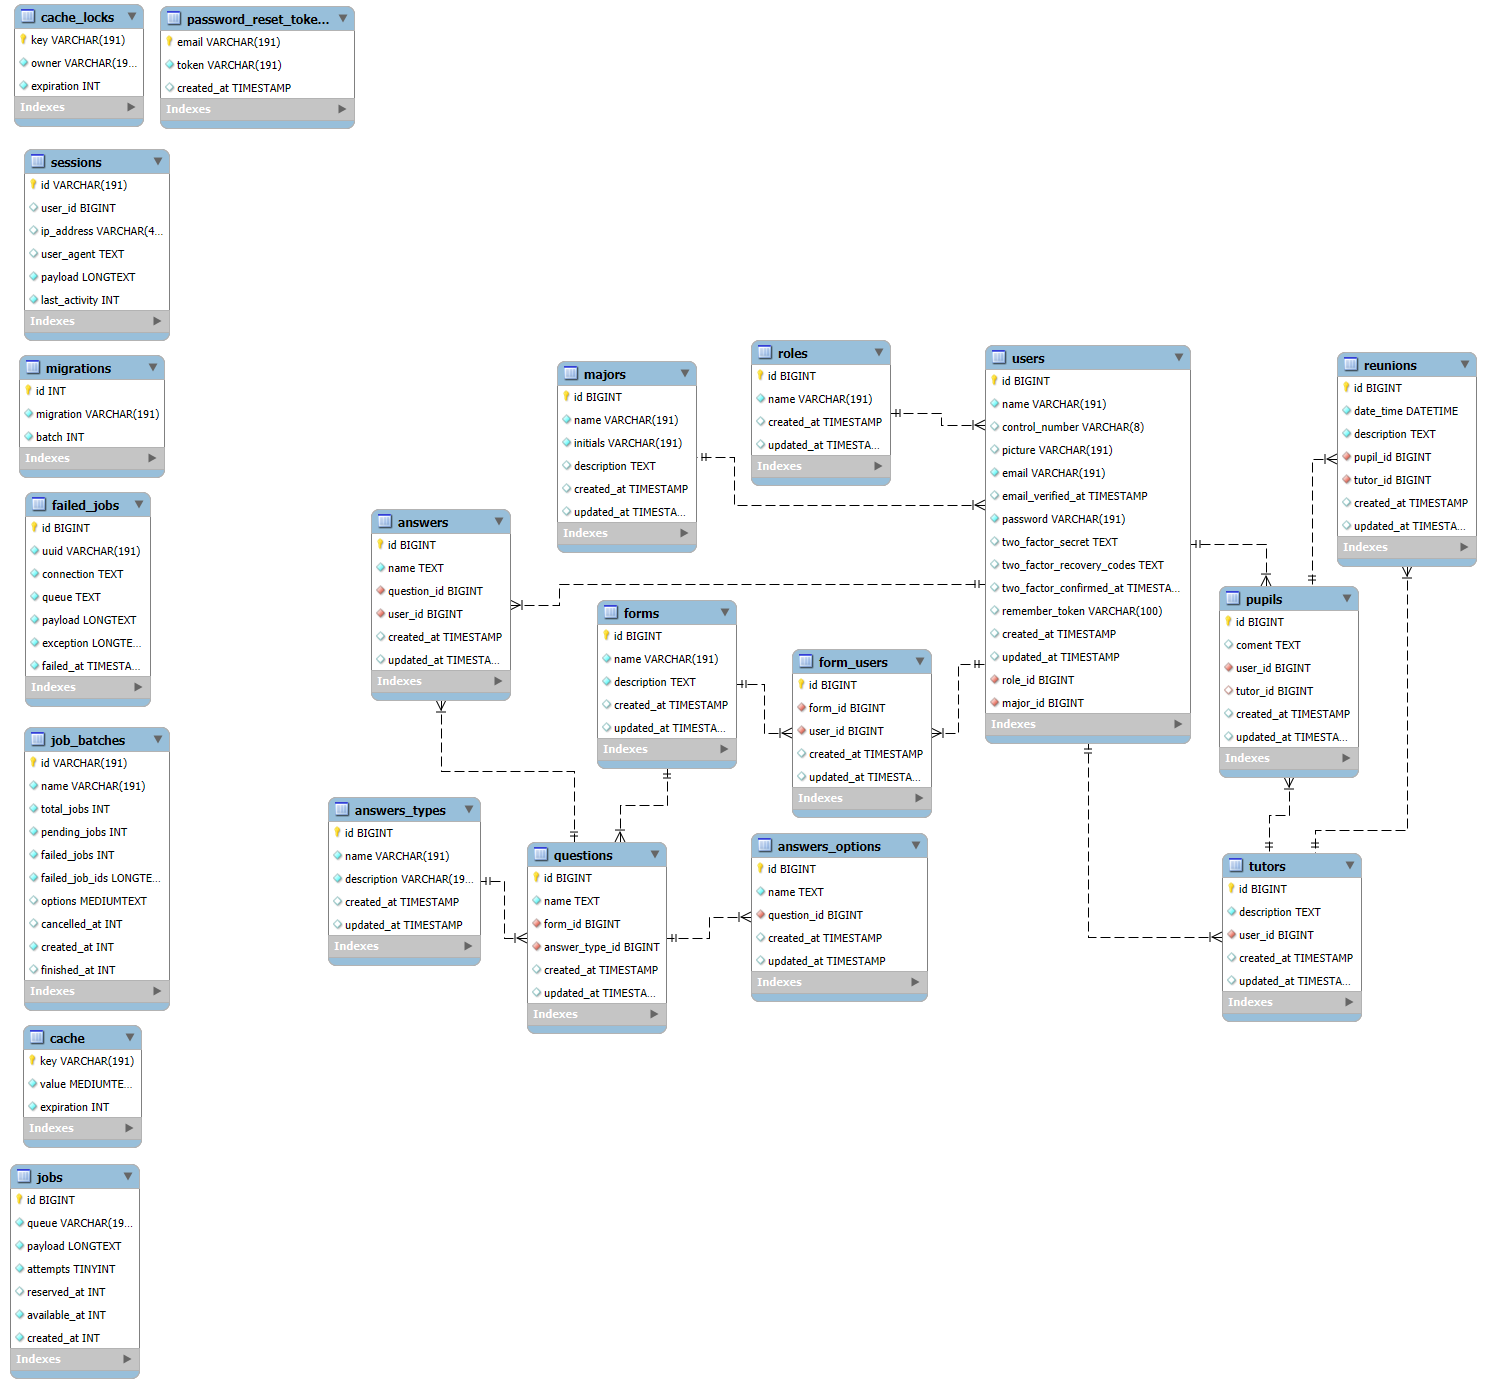 cache_locks
key VARCHAR(191)
owner VARCHAR(19...
expiration INT
Indexes
password_reset_toke...
email VARCHAR(191)
token VARCHAR(191)
created_at TIMESTAMP
Indexes
sessions
id VARCHAR(191)
user_id BIGINT
ip_address VARCHAR(4...
user_agent TEXT
payload LONGTEXT
last_activity INT
Indexes
migrations
id INT
migration VARCHAR(191)
batch INT
Indexes
failed_jobs
id BIGINT
uuid VARCHAR(191)
connection TEXT
queue TEXT
payload LONGTEXT
exception LONGTE...
failed_at TIMESTA...
Indexes
job_batches
id VARCHAR(191)
name VARCHAR(191)
total_jobs INT
pending_jobs INT
failed_jobs INT
failed_job_ids LONGTE...
options MEDIUMTEXT
cancelled_at INT
created_at INT
finished_at INT
Indexes
cache
key VARCHAR(191)
value MEDIUMTE...
expiration INT
Indexes
jobs
id BIGINT
queue VARCHAR(19...
payload LONGTEXT
attempts TINYINT
reserved_at INT
available_at INT
created_at INT
Indexes
answers
id BIGINT
name TEXT
question_id BIGINT
user_id BIGINT
created_at TIMESTAMP
updated_at TIMESTA...
Indexes
answers_types
id BIGINT
name VARCHAR(191)
description VARCHAR(19...
created_at TIMESTAMP
updated_at TIMESTAMP
Indexes
majors
id BIGINT
name VARCHAR(191)
initials VARCHAR(191)
description TEXT
created_at TIMESTAMP
updated_at TIMESTA...
Indexes
forms
id BIGINT
name VARCHAR(191)
description TEXT
created_at TIMESTAMP
updated_at TIMESTA...
Indexes
questions
id BIGINT
name TEXT
form_id BIGINT
answer_type_id BIGINT
created_at TIMESTAMP
updated_at TIMESTA...
Indexes
roles
id BIGINT
name VARCHAR(191)
created_at TIMESTAMP
updated_at TIMESTA...
Indexes
form_users
id BIGINT
form_id BIGINT
user_id BIGINT
created_at TIMESTAMP
updated_at TIMESTA...
Indexes
answers_options
id BIGINT
name TEXT
question_id BIGINT
created_at TIMESTAMP
updated_at TIMESTAMP
Indexes
users
id BIGINT
name VARCHAR(191)
control_number VARCHAR(8)
picture VARCHAR(191)
email VARCHAR(191)
email_verified_at TIMESTAMP
password VARCHAR(191)
two_factor_secret TEXT
two_factor_recovery_codes TEXT
two_factor_confirmed_at TIMESTA...
remember_token VARCHAR(100)
created_at TIMESTAMP
updated_at TIMESTAMP
role_id BIGINT
major_id BIGINT
Indexes
reunions
id BIGINT
date_time DATETIME
description TEXT
pupil_id BIGINT
tutor_id BIGINT
created_at TIMESTAMP
updated_at TIMESTA...
Indexes
pupils
id BIGINT
coment TEXT
user_id BIGINT
tutor_id BIGINT
created_at TIMESTAMP
updated_at TIMESTA...
Indexes
tutors
id BIGINT
description TEXT
user_id BIGINT
created_at TIMESTAMP
updated_at TIMESTA...
Indexes